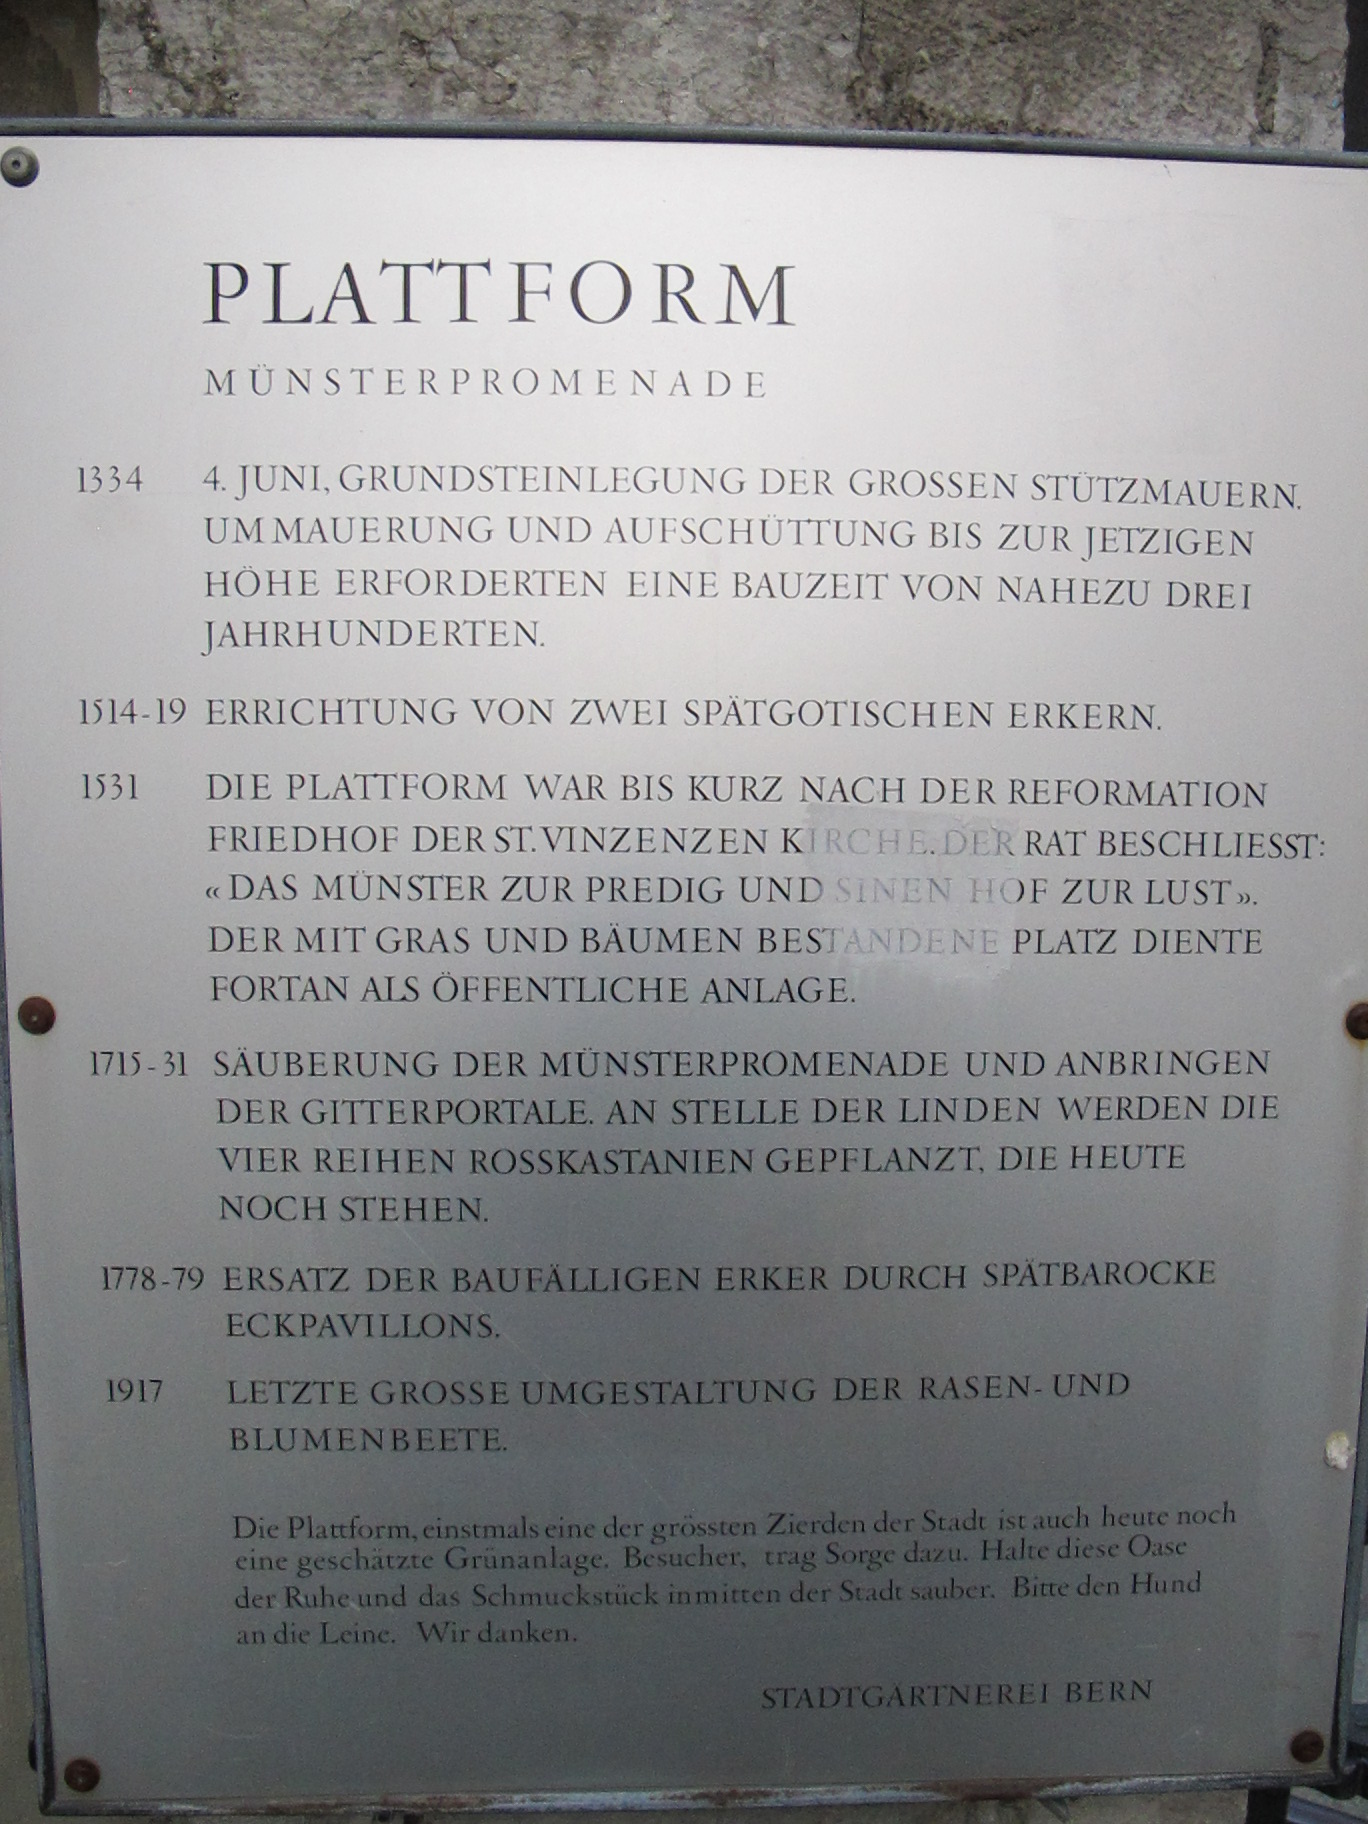 PLATTFORM
MÜNSTERPROMENADE
1334 4. JUNI, GRUNDSTEINLEGUNG DER GROSSEN STÜTZMAUERN.
UMMAUERUNG UND AUFSCHÜTTUNG BIS ZUR JETZIGEN
HÖHE ERFORDERTEN EINE BAUZEIT VON NAHEZU DREI
JAHRHUNDERTEN.
1514-19 ERRICHTUNG VON ZWEI SPÄTGOTISCHEN ERKERN.
1531 DIE PLATTFORM WAR BIS KURZ NACH DER REFORMATION
FRIEDHOF DER ST. VINZENZEN KIRCHE. DER RAT BESCHLIESST:
«DAS MÜNSTER ZUR PREDIG UND SINEN HOF ZUR LUST».
DER MIT GRAS UND BÄUMEN BESTANDENE PLATZ DIENTE
FORTAN ALS ÖFFENTLICHE ANLAGE.
1715-31 SÄUBERUNG DER MÜNSTERPROMENADE UND ANBRINGEN
DER GITTERPORTALE. AN STELLE DER LINDEN WERDEN DIE
VIER REIHEN ROSSKASTANIEN GEPFLANZT, DIE HEUTE
NOCH STEHEN.
1778-79 ERSATZ DER BAUFÄLLIGEN ERKER DURCH SPÄTBAROCKE
ECKPAVILLONS.
1917 LETZTE GROSSE UMGESTALTUNG DER RASEN- UND
BLUMENBEETE.
Die Plattform, einstmals eine der grössten Zierden der Stadt ist auch heute noch
eine geschätzte Grünanlage. Besucher, trag Sorge dazu. Halte diese Oase
der Ruhe und das Schmuckstück inmitten der Stadt sauber. Bitte den Hund
an die Leine. Wir danken.
STADTGÄRTNEREI BERN